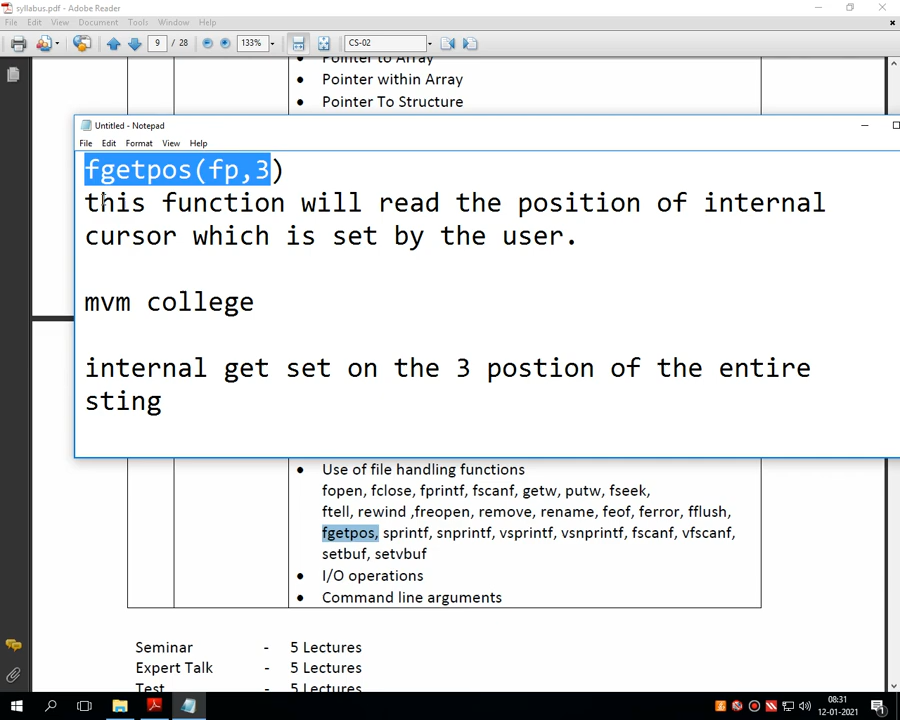 syllabus.pdf - Adobe Reader
File Edit View Document Tools Window Help
9 / 28 133% CS-02
Pointer to Array
• Pointer within Array
• Pointer To Structure
Untitled - Notepad
File Edit Format View Help
fgetpos(fp,3)
this function will read the position of internal
cursor which is set by the user.
mvm college
internal get set on the 3 postion of the entire
sting
• Use of file handling functions
fopen, fclose, fprintf, fscanf, getw, putw, fseek,
ftell, rewind ,freopen, remove, rename, feof, ferror, fflush,
fgetpos, sprintf, snprintf, vsprintf, vsnprintf, fscanf, vfscanf,
setbuf, setvbuf
• I/O operations
• Command line arguments
Seminar - 5 Lectures
Expert Talk - 5 Lectures
Test - 5 Lectures
08:31
12-01-2021
1